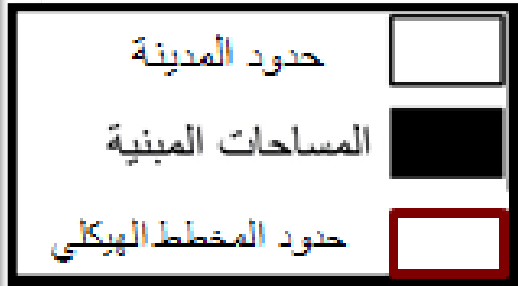 حدود المدينة
المساحات المبنية
حدود المخطط الهيكلي